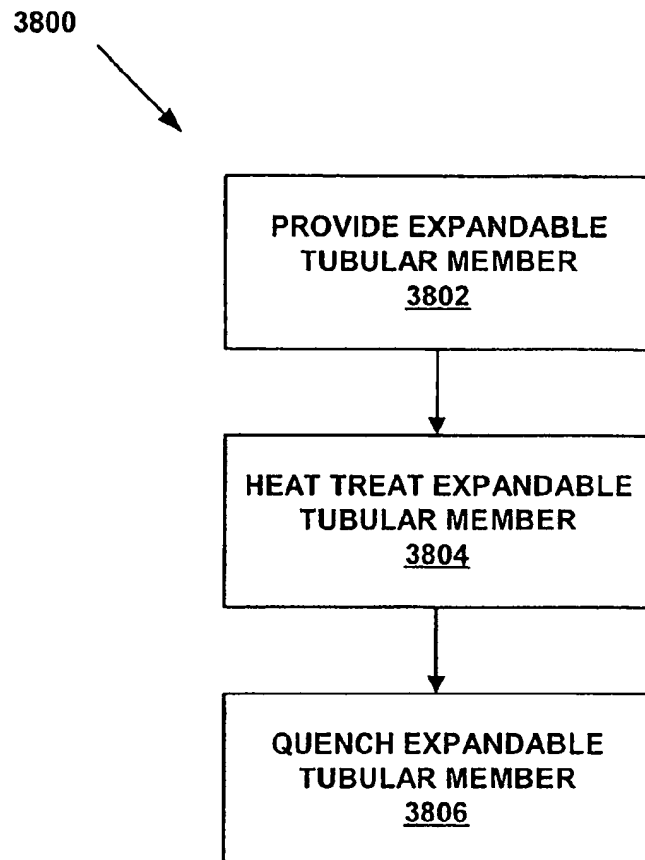 3800
PROVIDE EXPANDABLE
TUBULAR MEMBER
3802
HEAT TREAT EXPANDABLE
TUBULAR MEMBER
3804
QUENCH EXPANDABLE
TUBULAR MEMBER
3806